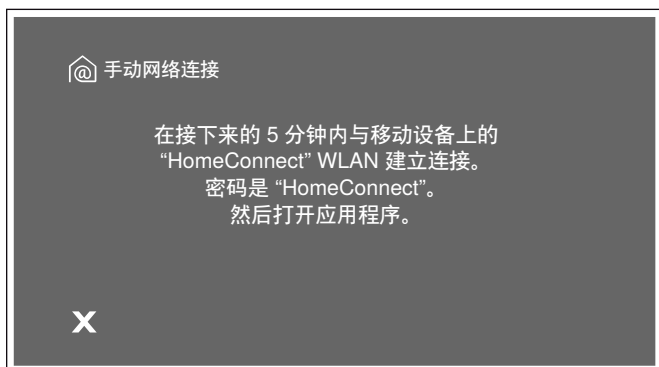 手动网络连接
在接下来的 5 分钟内与移动设备上的
“HomeConnect” WLAN 建立连接。
密码是 “HomeConnect”。
然后打开应用程序。
X